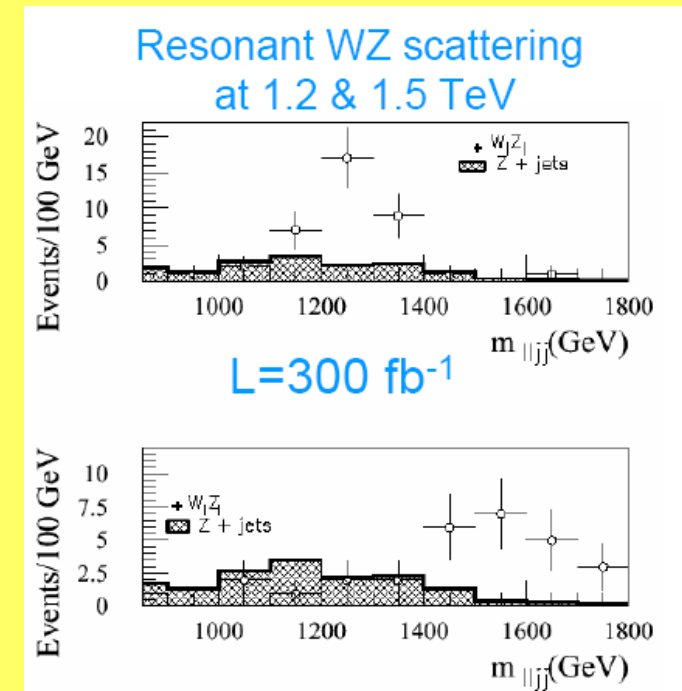 Resonant WZ scattering
at 1.2 & 1.5 TeV
Events/100 GeV
20
15
10
5
0
W_lZ_l
Z + jets
1000 1200 1400 1600 1800
m_lljj(GeV)
L=300 fb⁻¹
Events/100 GeV
10
7.5
5
2.5
0
W_lZ_l
Z + jets
1000 1200 1400 1600 1800
m_lljj(GeV)